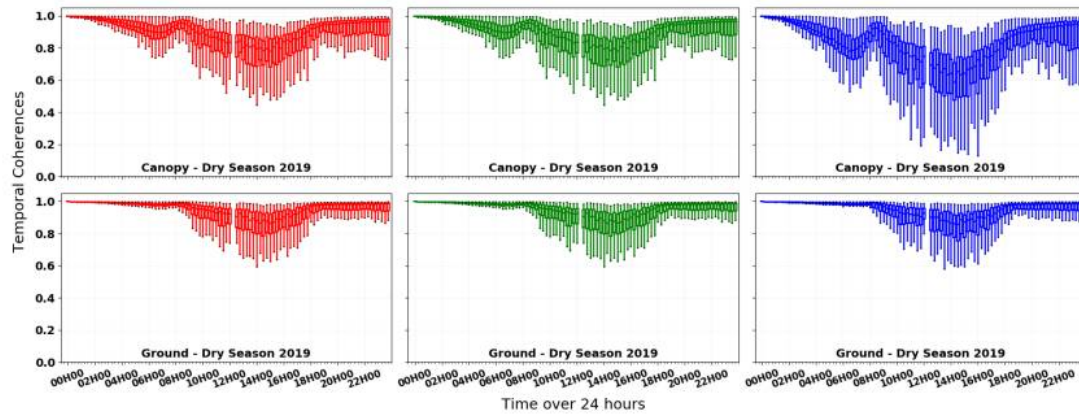 Temporal Coherences
1.0
0.8
0.6
0.4
0.2
0.0
Canopy - Dry Season 2019
Canopy - Dry Season 2019
Canopy - Dry Season 2019
1.0
0.8
0.6
0.4
0.2
0.0
Ground - Dry Season 2019
Ground - Dry Season 2019
Ground - Dry Season 2019
00H00 02H00 04H00 06H00 08H00 10H00 12H00 14H00 16H00 18H00 20H00 22H00
00H00 02H00 04H00 06H00 08H00 10H00 12H00 14H00 16H00 18H00 20H00 22H00
00H00 02H00 04H00 06H00 08H00 10H00 12H00 14H00 16H00 18H00 20H00 22H00
Time over 24 hours